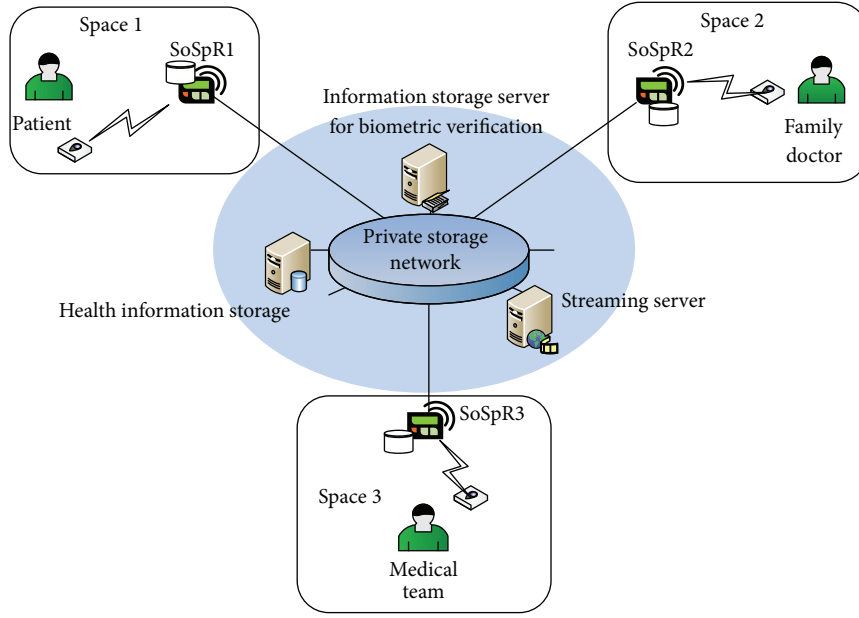 Space 1
SoSpR1
Patient
Space 2
SoSpR2
Family
doctor
Information storage server
for biometric verification
Private storage
network
Health information storage
Streaming server
SoSpR3
Space 3
Medical
team